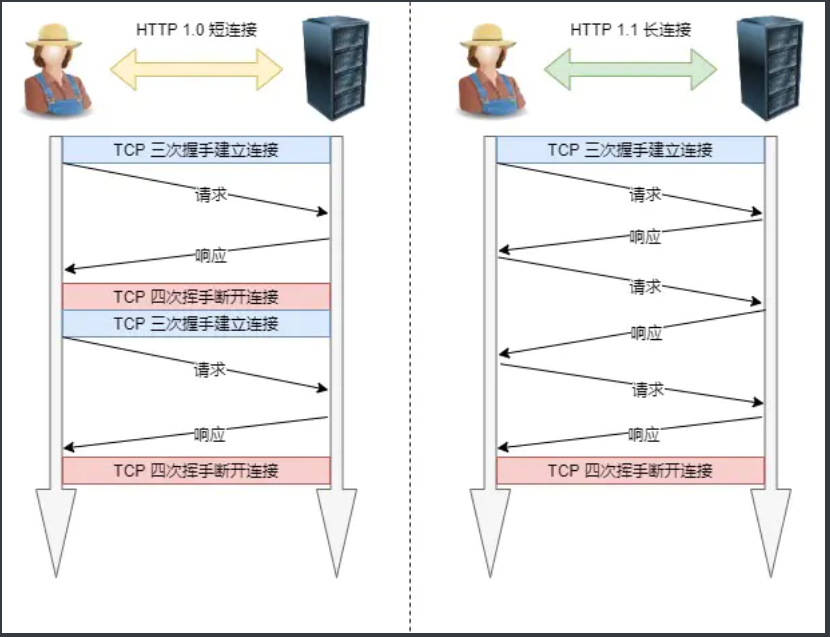 HTTP 1.0 短连接
TCP 三次握手建立连接
请求
响应
TCP 四次挥手断开连接
TCP 三次握手建立连接
请求
响应
TCP 四次挥手断开连接
HTTP 1.1 长连接
TCP 三次握手建立连接
请求
响应
请求
响应
请求
响应
TCP 四次挥手断开连接